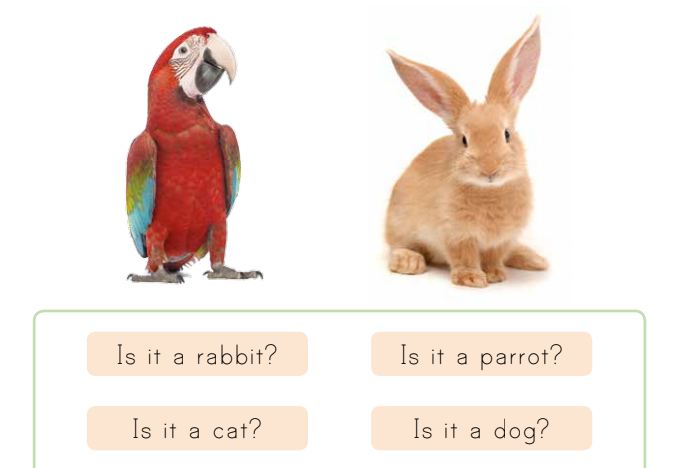 Is it a rabbit?
Is it a parrot?
Is it a cat?
Is it a dog?